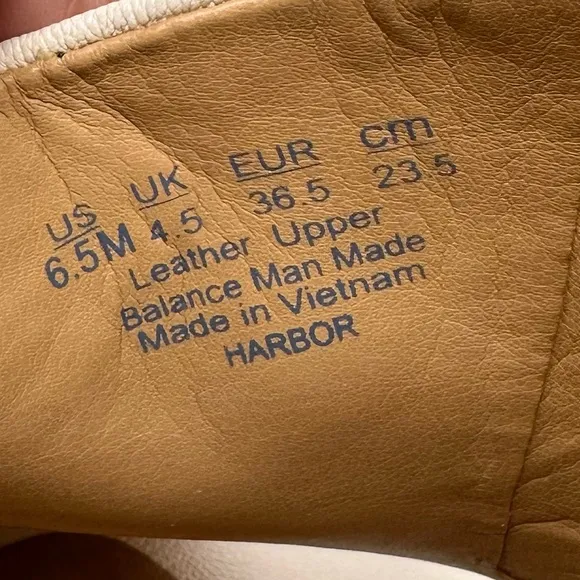 US UK EUR cm
6.5M 4.5 36.5 23.5
Leather Upper
Balance Man Made
Made in Vietnam
HARBOR